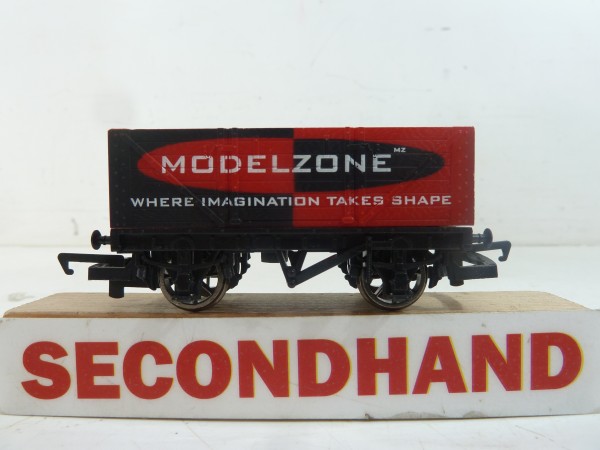 MODELZONE MZ
WHERE IMAGINATION TAKES SHAPE
SECONDHAND